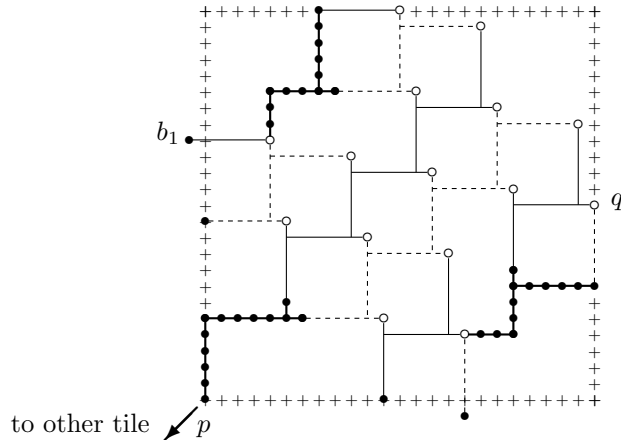 b₁
q
to other tile p